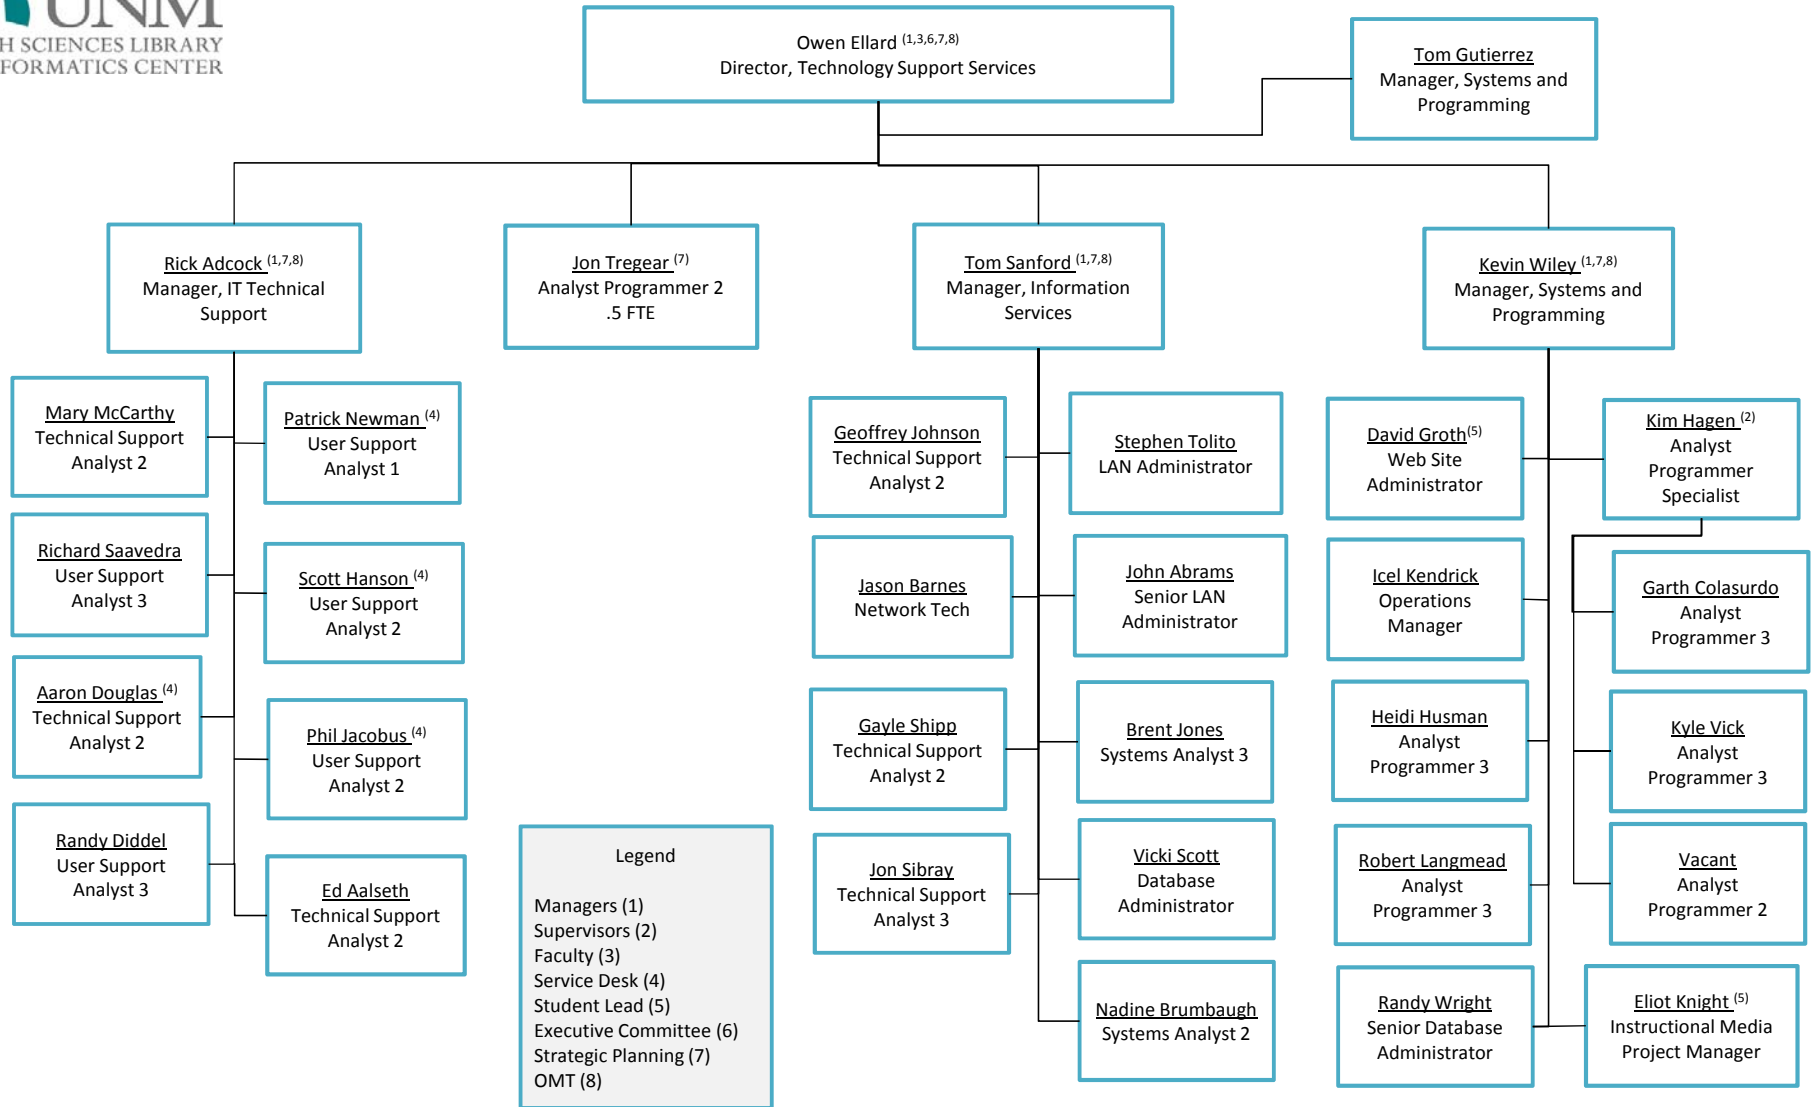 UNM
H SCIENCES LIBRARY
FORMATICS CENTER
Owen Ellard (1,3,6,7,8)
Director, Technology Support Services
Tom Gutierrez
Manager, Systems and
Programming
Rick Adcock (1,7,8)
Manager, IT Technical
Support
Jon Tregear (7)
Analyst Programmer 2
.5 FTE
Tom Sanford (1,7,8)
Manager, Information
Services
Kevin Wiley (1,7,8)
Manager, Systems and
Programming
Mary McCarthy
Technical Support
Analyst 2
Patrick Newman (4)
User Support
Analyst 1
Richard Saavedra
User Support
Analyst 3
Scott Hanson (4)
User Support
Analyst 2
Aaron Douglas (4)
Technical Support
Analyst 2
Phil Jacobus (4)
User Support
Analyst 2
Randy Diddel
User Support
Analyst 3
Ed Aalseth
Technical Support
Analyst 2
Legend
Managers (1)
Supervisors (2)
Faculty (3)
Service Desk (4)
Student Lead (5)
Executive Committee (6)
Strategic Planning (7)
OMT (8)
Geoffrey Johnson
Technical Support
Analyst 2
Stephen Tolito
LAN Administrator
Jason Barnes
Network Tech
John Abrams
Senior LAN
Administrator
Gayle Shipp
Technical Support
Analyst 2
Brent Jones
Systems Analyst 3
Jon Sibray
Technical Support
Analyst 3
Vicki Scott
Database
Administrator
Nadine Brumbaugh
Systems Analyst 2
David Groth(5)
Web Site
Administrator
Kim Hagen (2)
Analyst
Programmer
Specialist
Icel Kendrick
Operations
Manager
Garth Colasurdo
Analyst
Programmer 3
Heidi Husman
Analyst
Programmer 3
Kyle Vick
Analyst
Programmer 3
Robert Langmead
Analyst
Programmer 3
Vacant
Analyst
Programmer 2
Randy Wright
Senior Database
Administrator
Eliot Knight (5)
Instructional Media
Project Manager